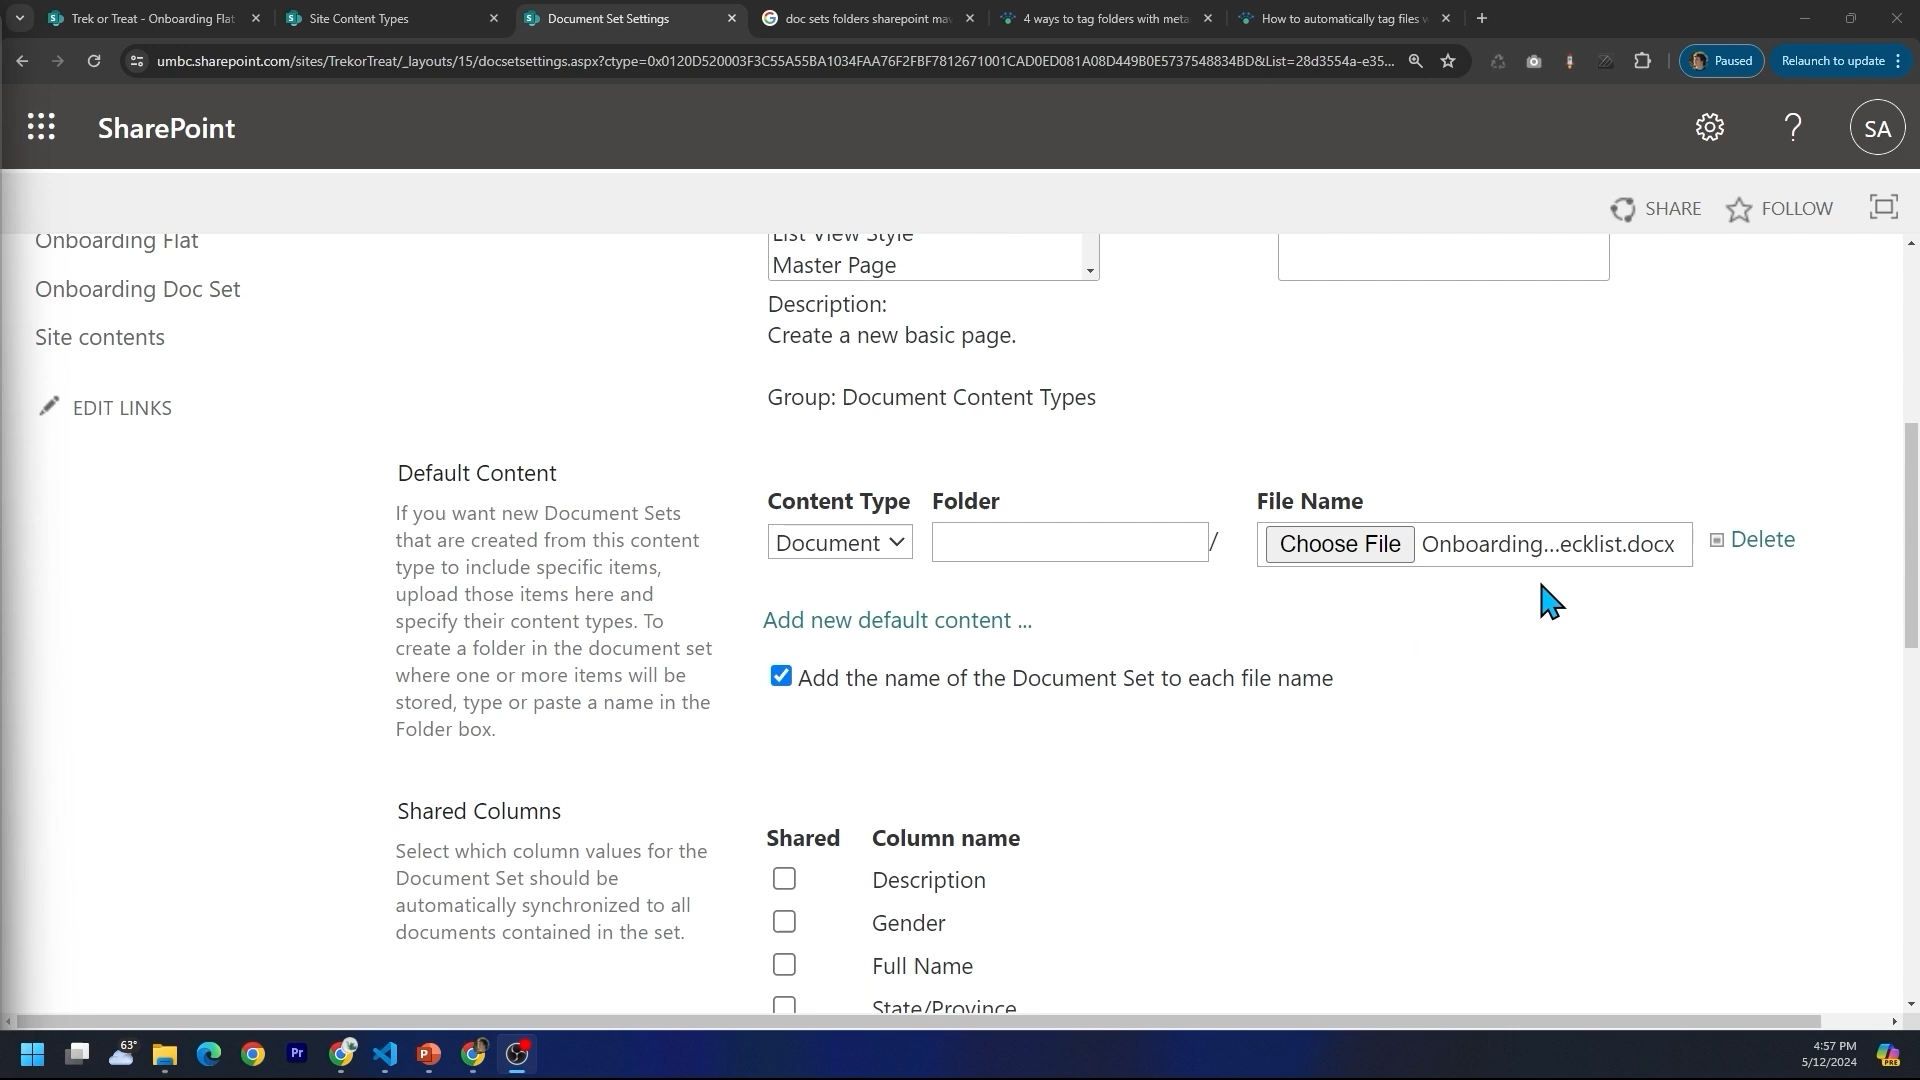 Trek or Treat - Onboarding Flat
Site Content Types
Document Set Settings
doc sets folders sharepoint ma
4 ways to tag folders with meta
How to automatically tag files
umbc.sharepoint.com/sites/TrekorTreat/_layouts/15/docsetsettings.aspx?ctype=0x0120D520003F3C55A55BA1034FAA76F2FBF7812671001CAD0ED081A08D449B0E5737548834BD&List=28d3554a-e35...
Paused
Relaunch to update
SharePoint
?
SA
SHARE
FOLLOW
Onboarding Flat
Onboarding Doc Set
Site contents
EDIT LINKS
List View Style
Master Page
Description:
Create a new basic page.
Group: Document Content Types
Default Content
If you want new Document Sets
that are created from this content
type to include specific items,
upload those items here and
specify their content types. To
create a folder in the document set
where one or more items will be
stored, type or paste a name in the
Folder box.
Content Type Folder File Name
Document / Choose File Onboarding...ecklist.docx Delete
Add new default content ...
Add the name of the Document Set to each file name
Shared Columns
Select which column values for the
Document Set should be
automatically synchronized to all
documents contained in the set.
Shared Column name
Description
Gender
Full Name
State/Province
63°
Pr
4:57 PM
5/12/2024
PRE